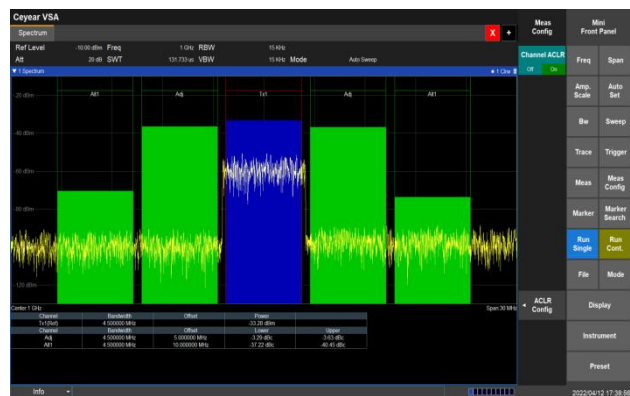 Ceyear VSA
Spectrum
X +
Ref Level -10.00 dBm Freq 1 GHz RBW 15 KHz
Att 20 dB SWT 131.733 us VBW 15 KHz Mode Auto Sweep
1 Spectrum 1 Clrw
-20 dBm
Alt1 Adj Tx1 Adj Alt1
-40 dBm
-80 dBm
-120 dBm
Center 1 GHz Span 30 MHz
Channel Bandwidth Offset Power
Tx1(Ref) 4.500000 MHz -33.26 dBm
Channel Bandwidth Offset Lower Upper
Adj 4.500000 MHz 5.000000 MHz -3.29 dBc -3.63 dBc
Alt1 4.500000 MHz 10.000000 MHz -37.22 dBc -40.45 dBc
Info
Meas Config
Channel ACLR
Off On
ACLR Config
Mini Front Panel
Freq Span
Amp. Scale Auto Set
Bw Sweep
Trace Trigger
Meas Meas Config
Marker Marker Search
Run Single Run Cont.
File Mode
Display
Instrument
Preset
2022/04/12 17:38:56